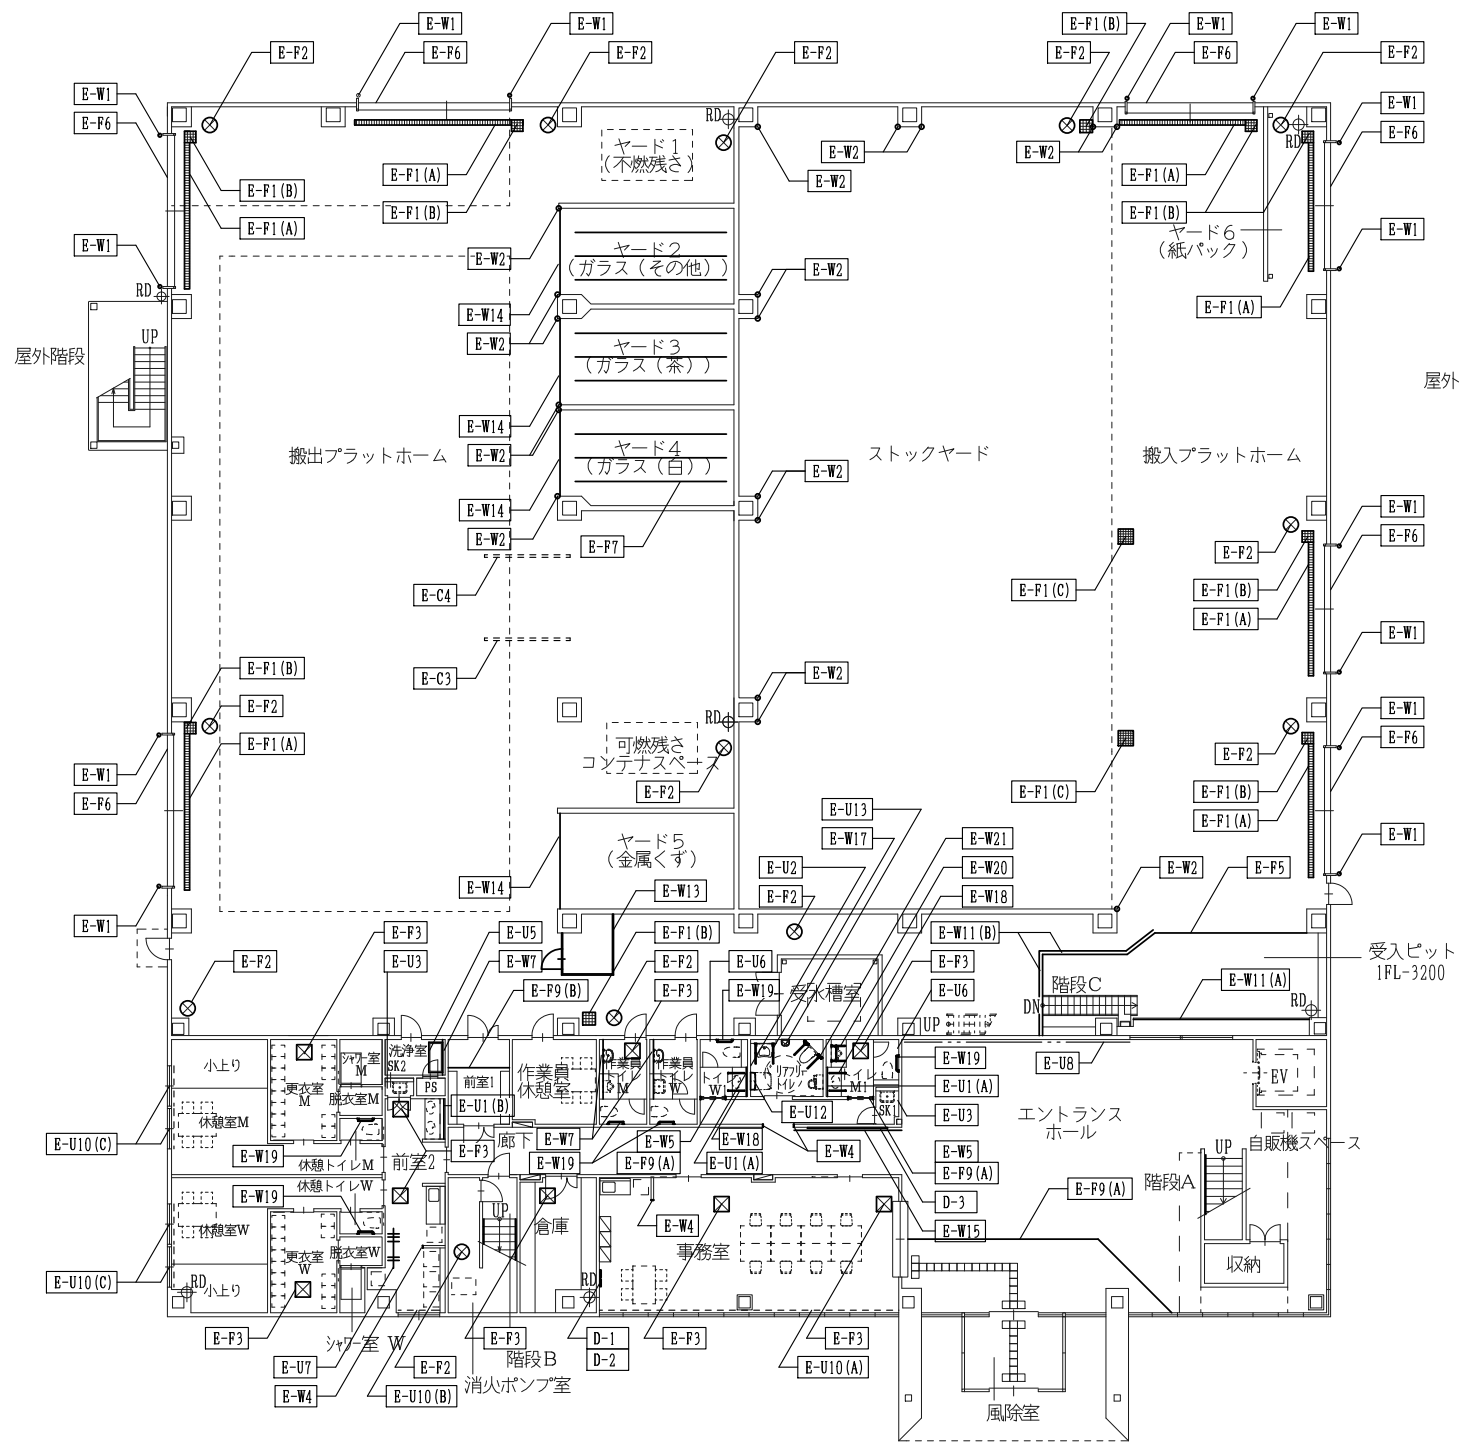 E-W1
E-W1
E-F1(B)
E-W1
E-W1
E-F2
E-F6
E-F2
E-F2
E-F2
E-F6
E-F2
E-W1
E-W1
E-F6
RD
E-F6
RD
ヤード1
(不燃残さ)
E-W2
E-W2
E-F1(A)
E-F1(A)
E-W2
E-F1(B)
E-F1(B)
E-F1(B)
E-F1(A)
ヤード6
(紙パック)
E-W1
E-W1
ヤード2
(ガラス(その他))
E-W2
E-W2
RD
E-F1(A)
E-W14
UP
E-W2
ヤード3
(ガラス(茶))
屋外階段
屋外
E-W14
搬出プラットホーム
E-W2
ヤード4
(ガラス(白))
ストックヤード
搬入プラットホーム
E-W2
E-W14
E-W1
E-W2
E-F7
E-F2
E-F6
E-C4
E-F1(C)
E-F1(B)
E-F1(A)
E-W1
E-F1(B)
E-C3
E-W2
E-F2
RD
E-W1
E-F1(A)
可燃残さ
コンテナスペース
E-F2
E-F6
E-W1
E-F2
E-F1(C)
E-F1(B)
E-F6
E-U13
E-F1(A)
ヤード5
(金属くず)
E-W17
E-W21
E-W1
E-U2
E-W20
E-W2
E-F5
E-W14
E-W13
E-F2
E-W18
E-W1
E-F3
E-U5
E-F1(B)
E-W11(B)
E-F2
E-U3
E-W7
E-F2
E-U6
E-F3
受入ピット
1FL-3200
E-F9(B)
E-F3
E-W19
受水槽室
E-U6
階段C
E-W11(A)
DN
RD
UP
小上り
更衣室
M
シャワー室
M
洗浄室
SK2
作業員
休憩室
作業員
トイレ
M
作業員
トイレ
W
トイレ
W1
バリアフリー
トイレ
トイレ
M1
E-W19
E-U8
脱衣室M
PS
前室1
E-U1(A)
EV
休憩室M
E-U1(B)
E-U12
SK1
E-U3
エントランス
ホール
E-U10(C)
E-W19
廊下
E-W7
E-W5
E-W18
E-W4
E-W5
自販機スペース
休憩トイレM
前室2
E-F3
E-W19
E-F9(A)
E-U1(A)
E-F9(A)
UP
休憩トイレW
階段A
E-F9(A)
E-W19
D-3
UP
倉庫
E-W4
E-W15
休憩室W
更衣室
W
脱衣室W
事務室
収納
E-U10(C)
RD
小上り
RD
E-F3
シャワー室 W
E-F3
D-1
E-F3
E-F3
階段B
D-2
E-U7
E-F2
E-U10(A)
消火ポンプ室
E-W4
E-U10(B)
風除室